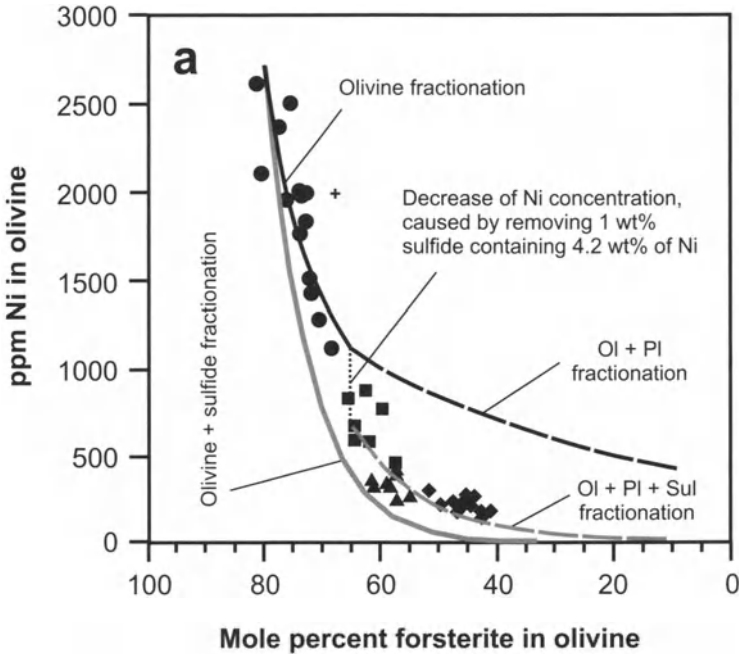 3000
2500
2000
1500
1000
500
0
ppm Ni in olivine
a
Olivine fractionation
Decrease of Ni concentration,
caused by removing 1 wt%
sulfide containing 4.2 wt% of Ni
Olivine + sulfide fractionation
Ol + Pl
fractionation
Ol + Pl + Sul
fractionation
100 80 60 40 20 0
Mole percent forsterite in olivine